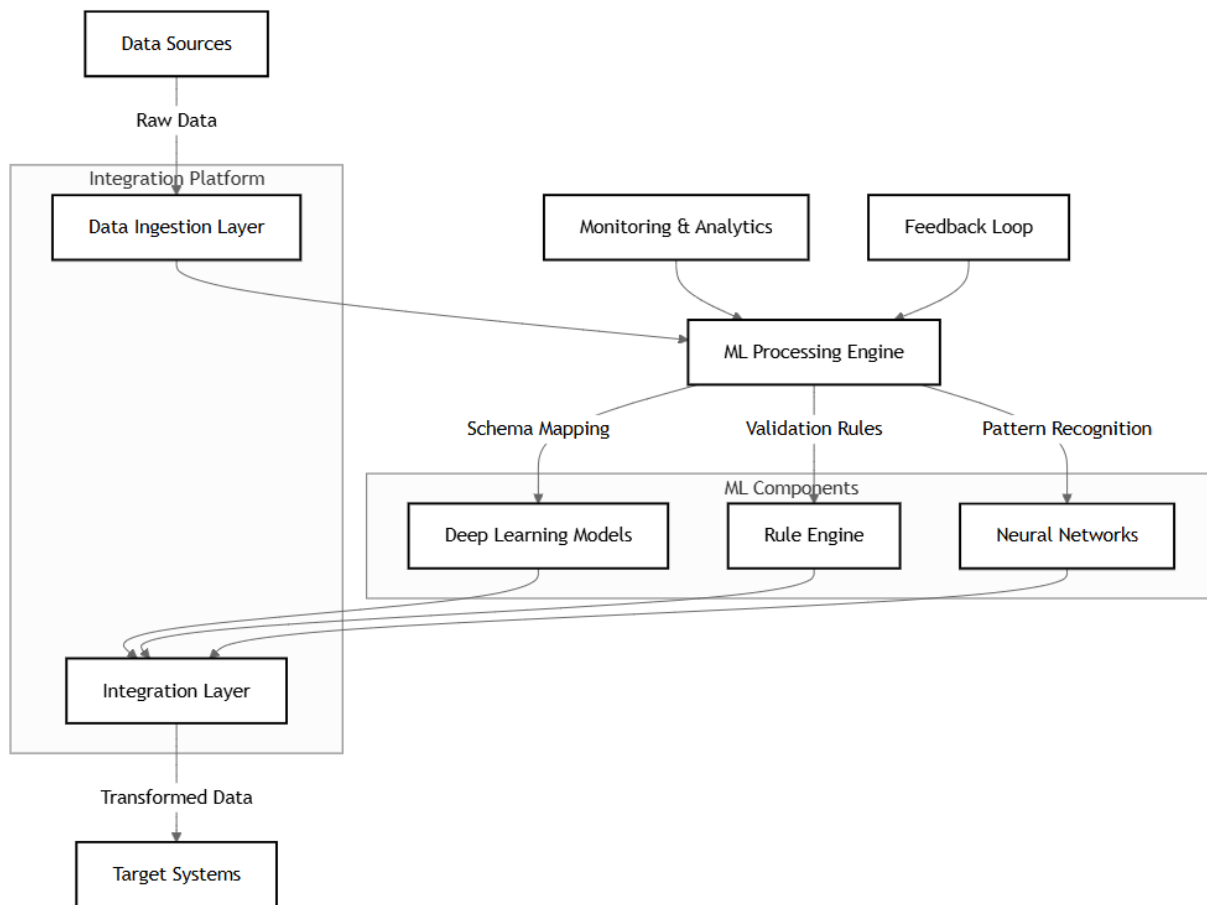 Data Sources
Raw Data
Integration Platform
Data Ingestion Layer
Monitoring & Analytics
Feedback Loop
ML Processing Engine
Schema Mapping
Validation Rules
Pattern Recognition
ML Components
Deep Learning Models
Rule Engine
Neural Networks
Integration Layer
Transformed Data
Target Systems